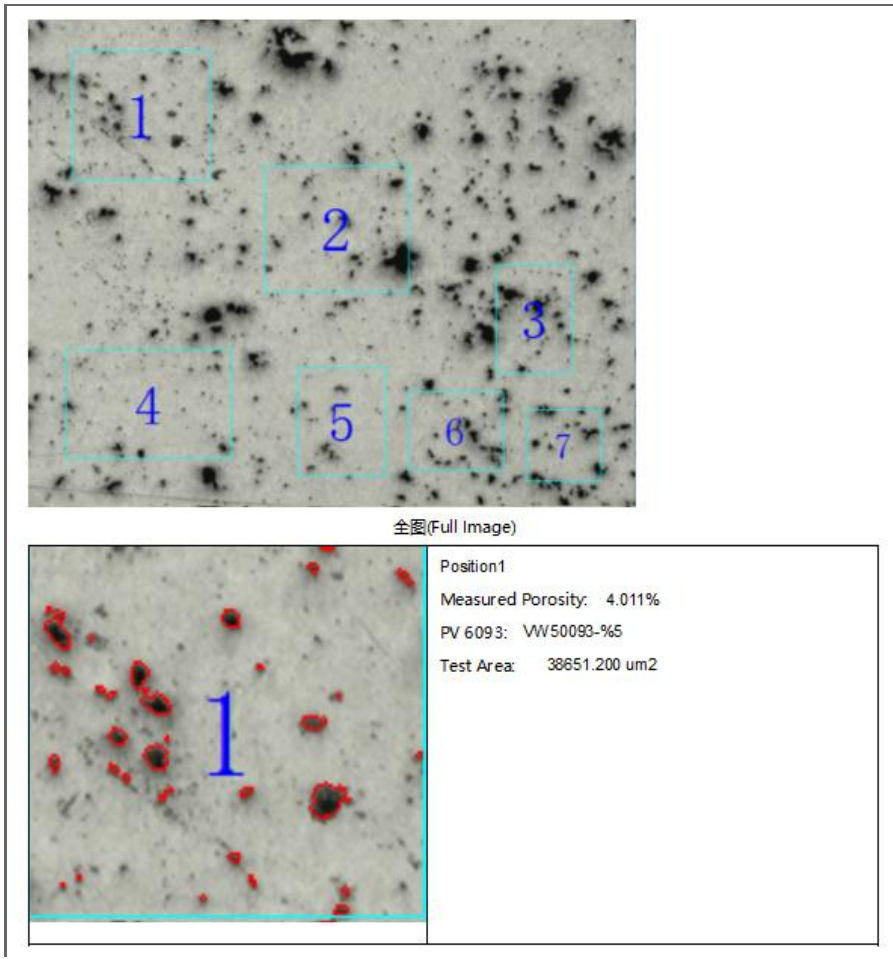 1
2
3
4
5
6
7
全图(Full Image)
1
Position1
Measured Porosity: 4.011%
PV 6093: VW50093-%5
Test Area: 38651.200 um2